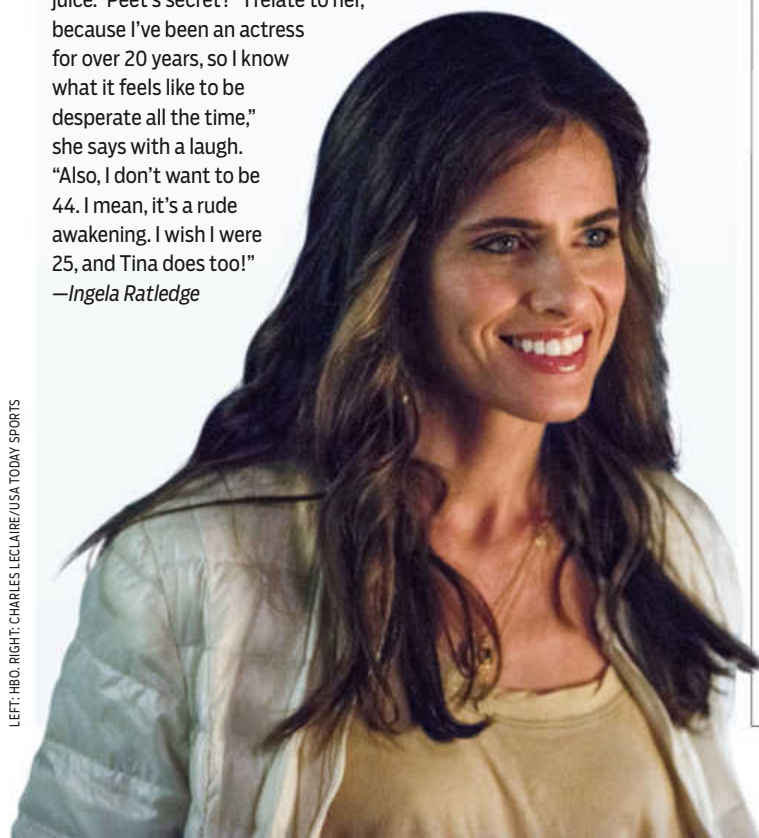 juice.” Peet’s secret? “I relate to her,
because I’ve been an actress
for over 20 years, so I know
what it feels like to be
desperate all the time,”
she says with a laugh.
“Also, I don’t want to be
44. I mean, it’s a rude
awakening. I wish I were
25, and Tina does too!”
—Ingela Ratledge
LEFT: HBO. RIGHT: CHARLES LECLAIRE/USA TODAY SPORTS